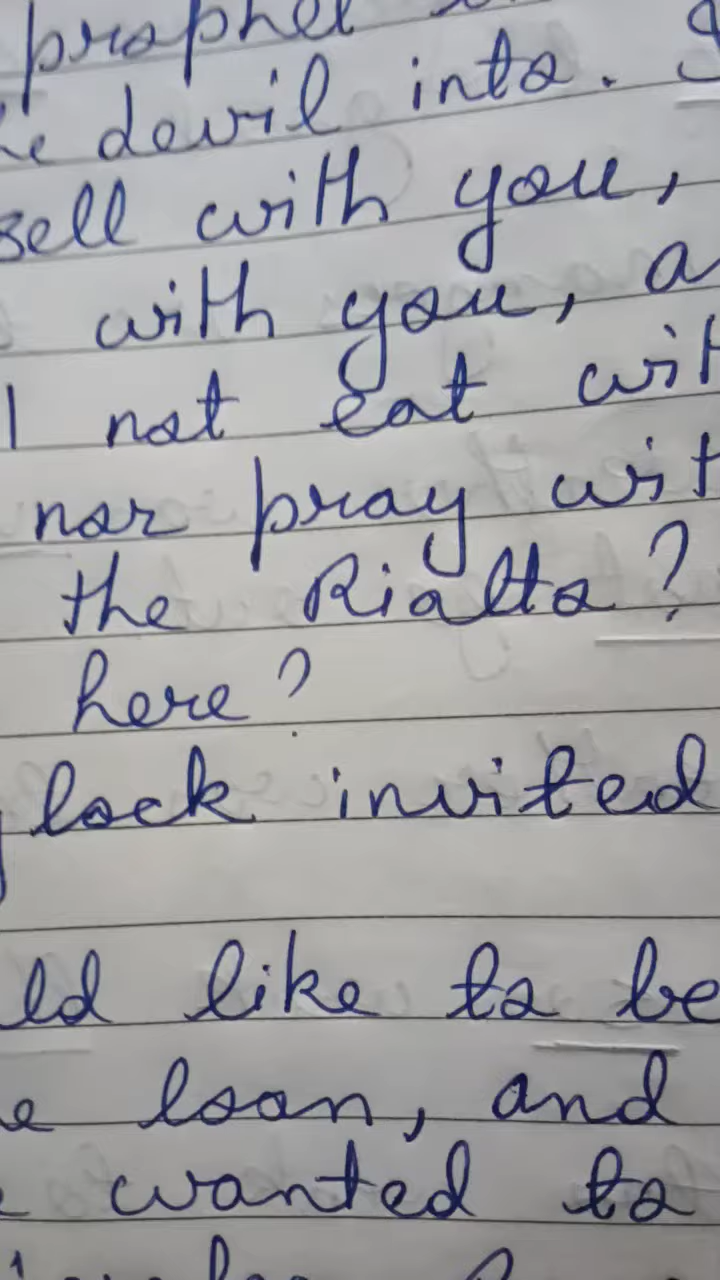 prophet
devil into.
sell with you,
with you, a
not eat wit
nor pray wit
the Rialto?
here?
lock invited
ld like to be
e loan, and
wanted to